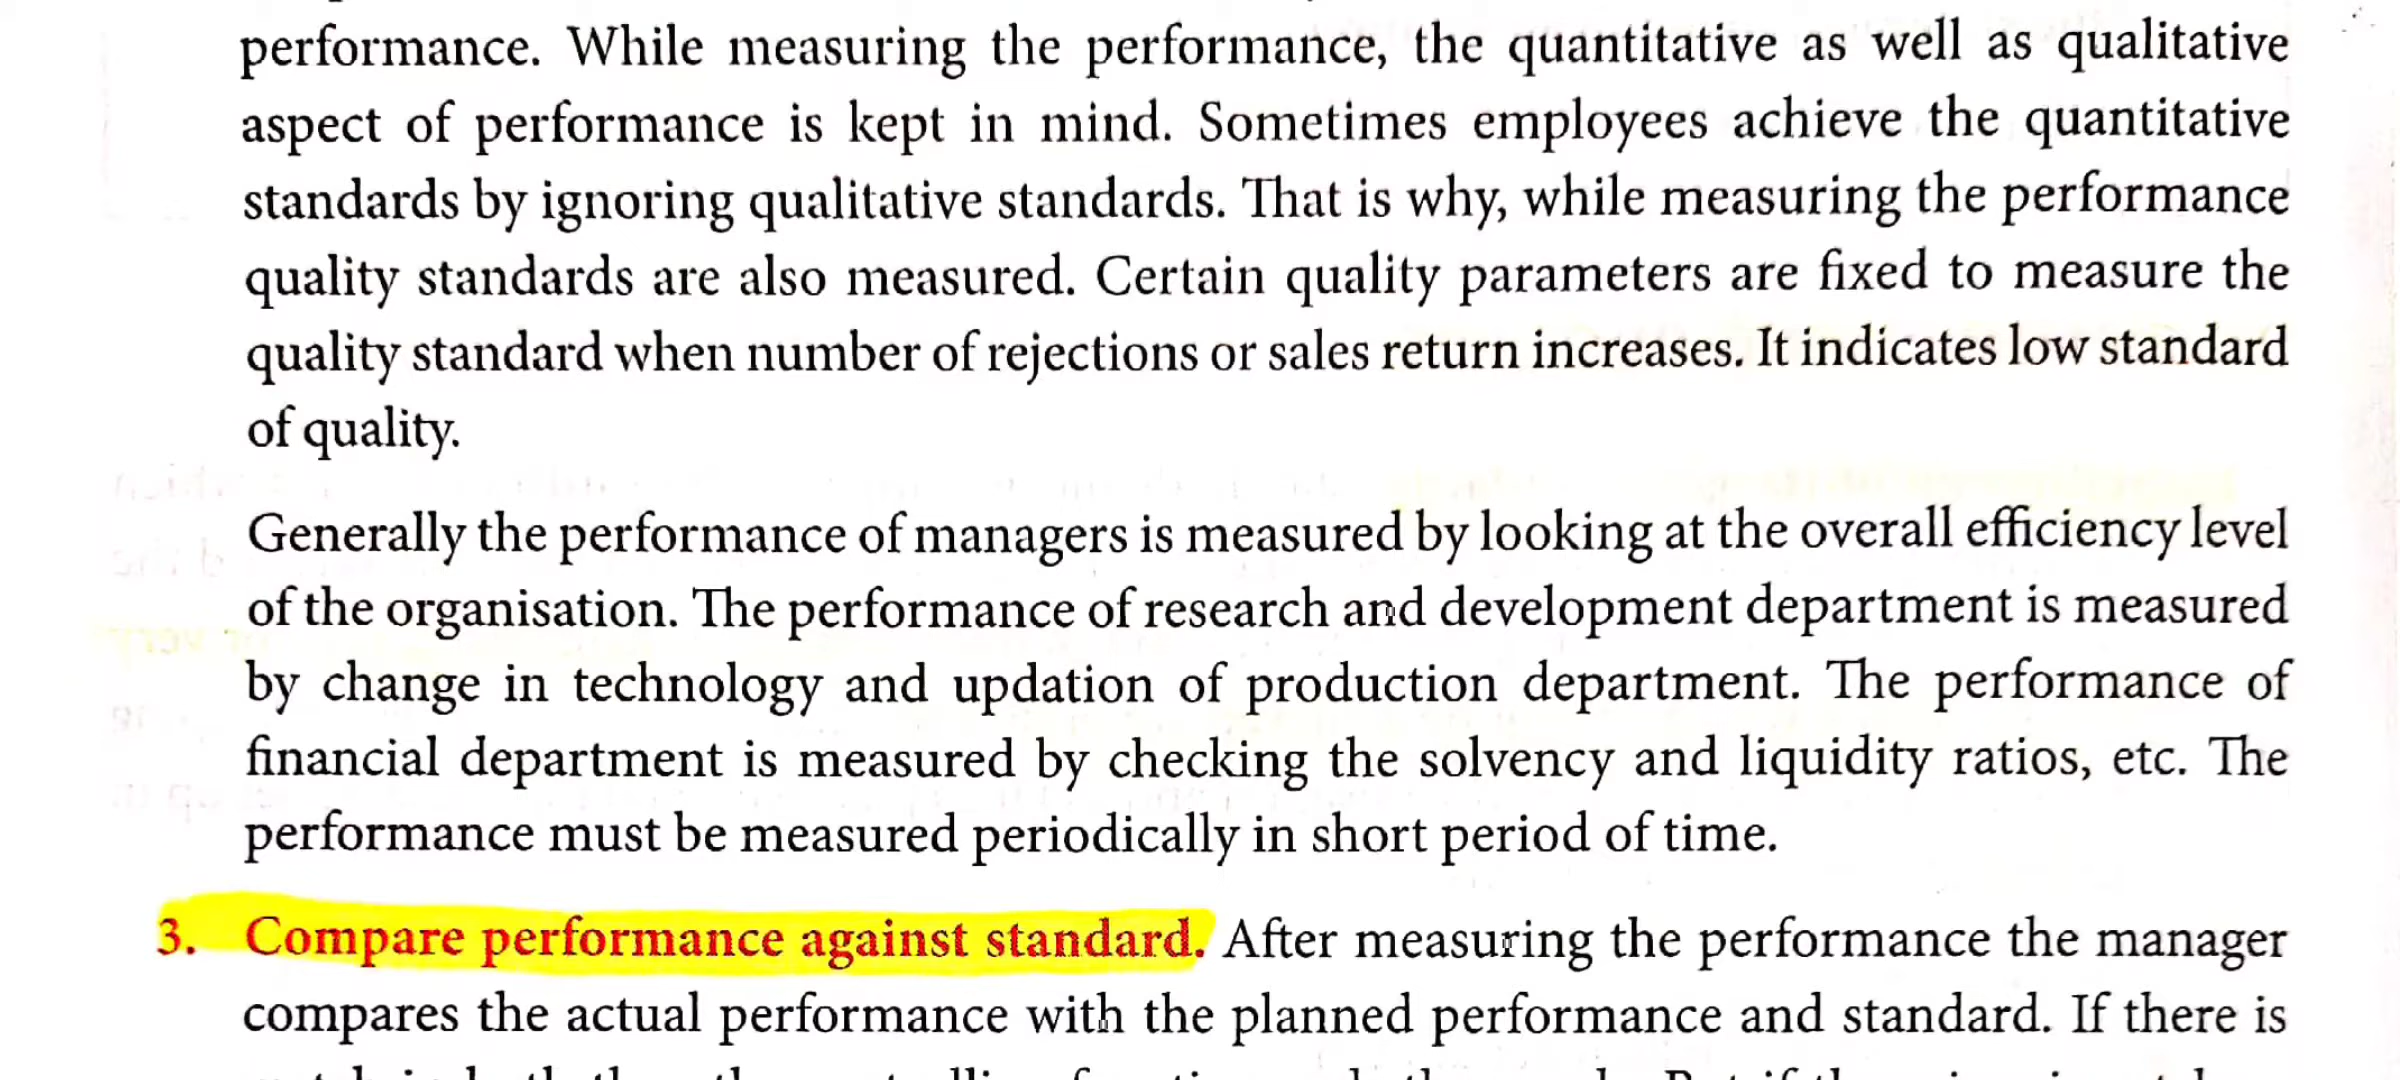 performance. While measuring the performance, the quantitative as well as qualitative
aspect of performance is kept in mind. Sometimes employees achieve the quantitative
standards by ignoring qualitative standards. That is why, while measuring the performance
quality standards are also measured. Certain quality parameters are fixed to measure the
quality standard when number of rejections or sales return increases. It indicates low standard
of quality.
Generally the performance of managers is measured by looking at the overall efficiency level
of the organisation. The performance of research and development department is measured
by change in technology and updation of production department. The performance of
financial department is measured by checking the solvency and liquidity ratios, etc. The
performance must be measured periodically in short period of time.
3. Compare performance against standard. After measuring the performance the manager
compares the actual performance with the planned performance and standard. If there is